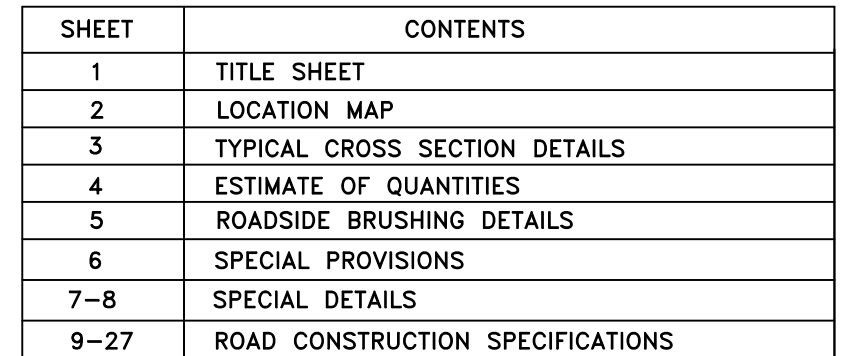 SHEET CONTENTS
1 TITLE SHEET
2 LOCATION MAP
3 TYPICAL CROSS SECTION DETAILS
4 ESTIMATE OF QUANTITIES
5 ROADSIDE BRUSHING DETAILS
6 SPECIAL PROVISIONS
7-8 SPECIAL DETAILS
9-27 ROAD CONSTRUCTION SPECIFICATIONS